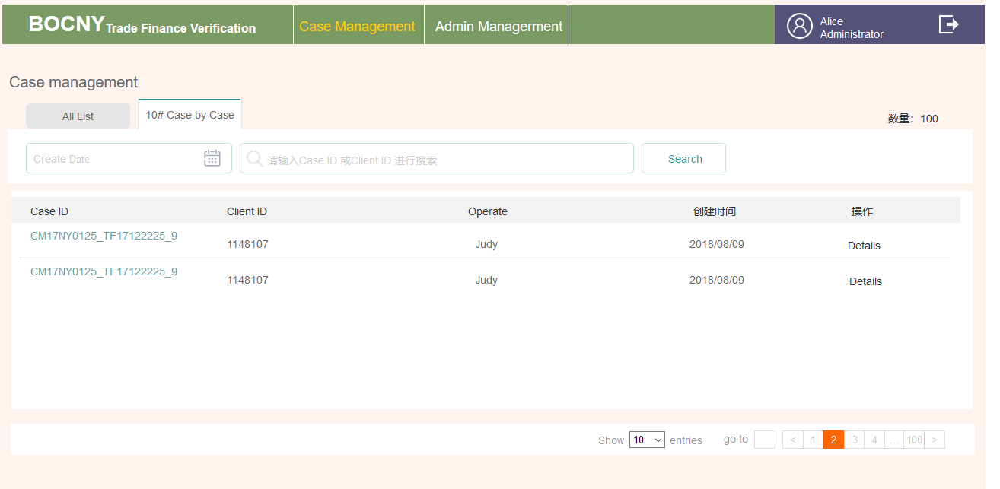 BOCNY Trade Finance Verification Case Management Admin Managerment Alice
Administrator
Case management
All List 10# Case by Case 数量：100
Create Date 请输入Case ID 或Client ID 进行搜索 Search
Case ID Client ID Operate 创建时间 操作
CM17NY0125_TF17122225_9 1148107 Judy 2018/08/09 Details
CM17NY0125_TF17122225_9 1148107 Judy 2018/08/09 Details
Show 10 entries go to < 1 2 3 4 ... 100 >